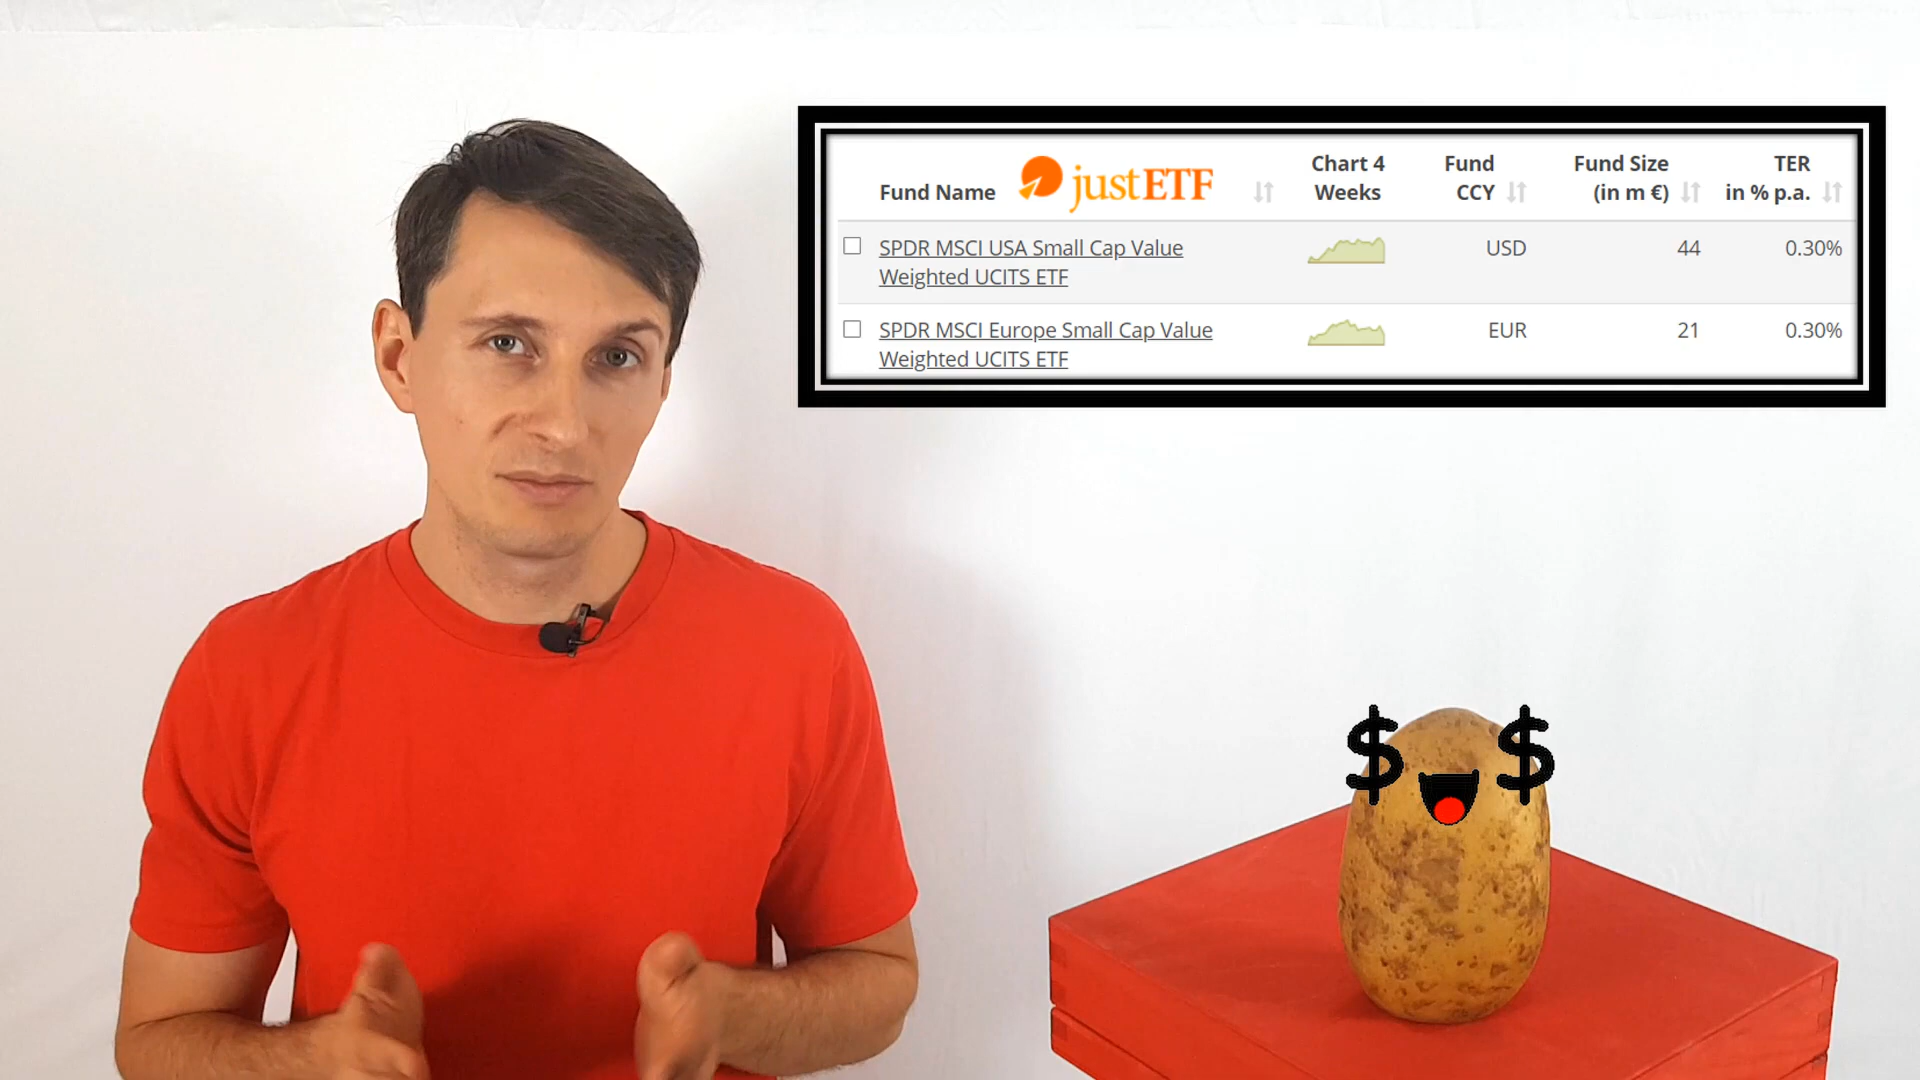 Fund Name
justETF
Chart 4
Weeks
Fund
CCY
Fund Size
(in m €)
TER
in % p.a.
SPDR MSCI USA Small Cap Value
Weighted UCITS ETF
USD
44
0.30%
SPDR MSCI Europe Small Cap Value
Weighted UCITS ETF
EUR
21
0.30%
$ $